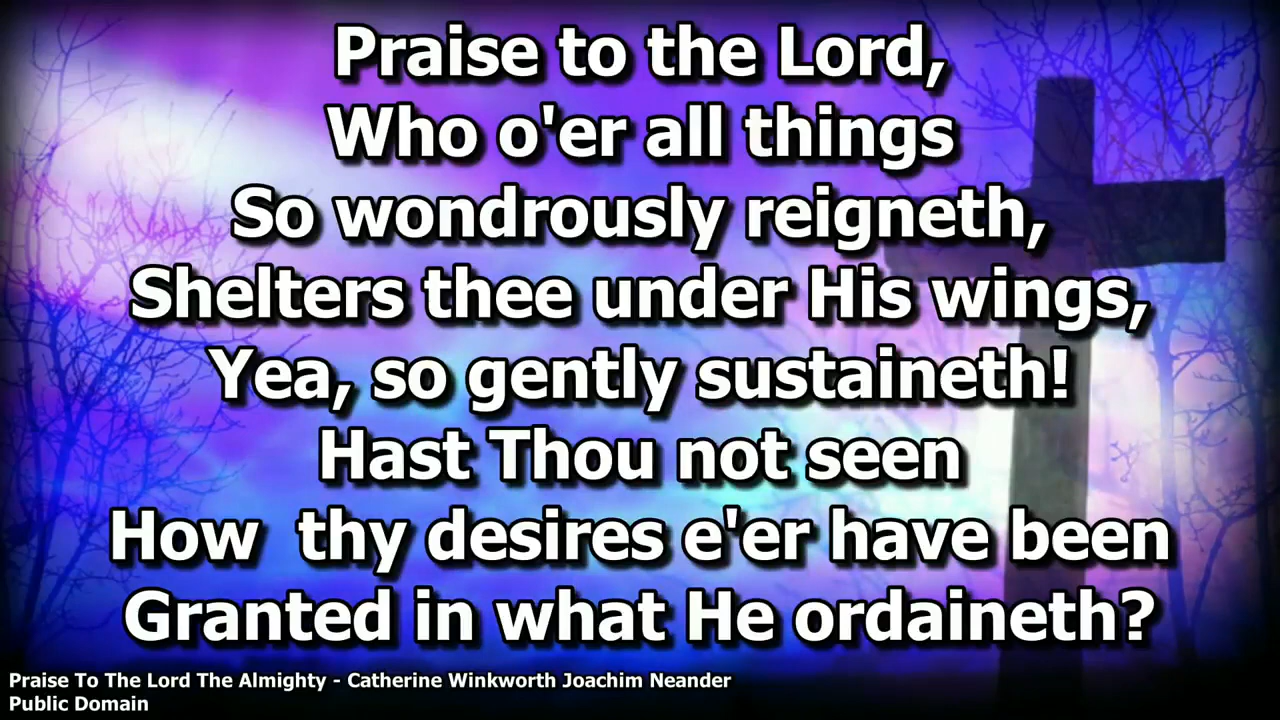 Praise to the Lord,
Who o'er all things
So wondrously reigneth,
Shelters thee under His wings,
Yea, so gently sustaineth!
Hast Thou not seen
How  thy desires e'er have been
Granted in what He ordaineth?
Praise To The Lord The Almighty - Catherine Winkworth Joachim Neander
Public Domain